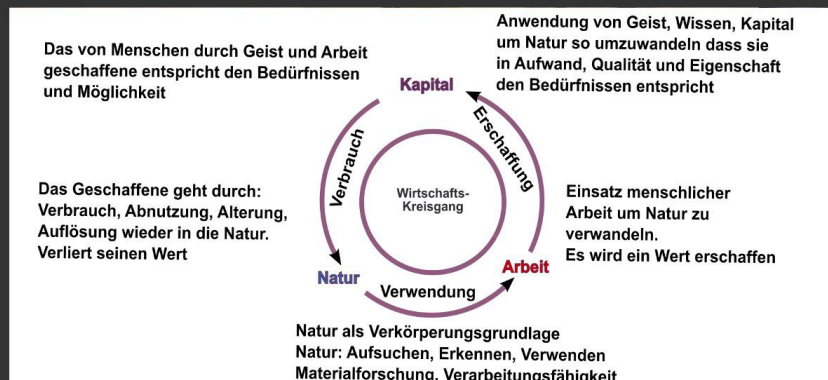 Das von Menschen durch Geist und Arbeit
geschaffene entspricht den Bedürfnissen
und Möglichkeit
Anwendung von Geist, Wissen, Kapital
um Natur so umzuwandeln dass sie
in Aufwand, Qualität und Eigenschaft
den Bedürfnissen entspricht
Kapital
Verbrauch
Erschaffung
Wirtschafts-
Kreisgang
Das Geschaffene geht durch:
Verbrauch, Abnutzung, Alterung,
Auflösung wieder in die Natur.
Verliert seinen Wert
Einsatz menschlicher
Arbeit um Natur zu
verwandeln.
Es wird ein Wert erschaffen
Natur
Arbeit
Verwendung
Natur als Verkörperungsgrundlage
Natur: Aufsuchen, Erkennen, Verwenden
Materialforschung, Verarbeitungsfähigkeit